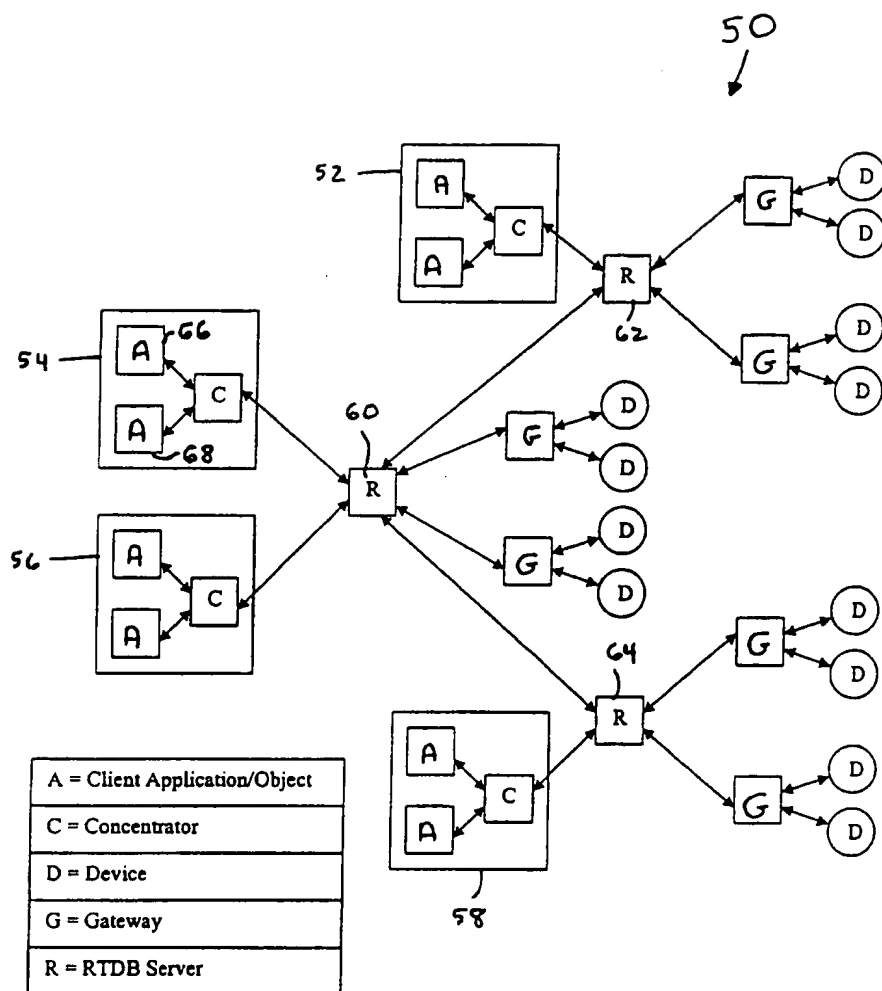 50
52
A
C
A
R
62
G
D
D
G
D
D
54
A
66
C
A
68
60
R
G
D
D
G
D
D
56
A
C
A
64
R
G
D
D
G
D
D
A
C
A
58
A = Client Application/Object
C = Concentrator
D = Device
G = Gateway
R = RTDB Server